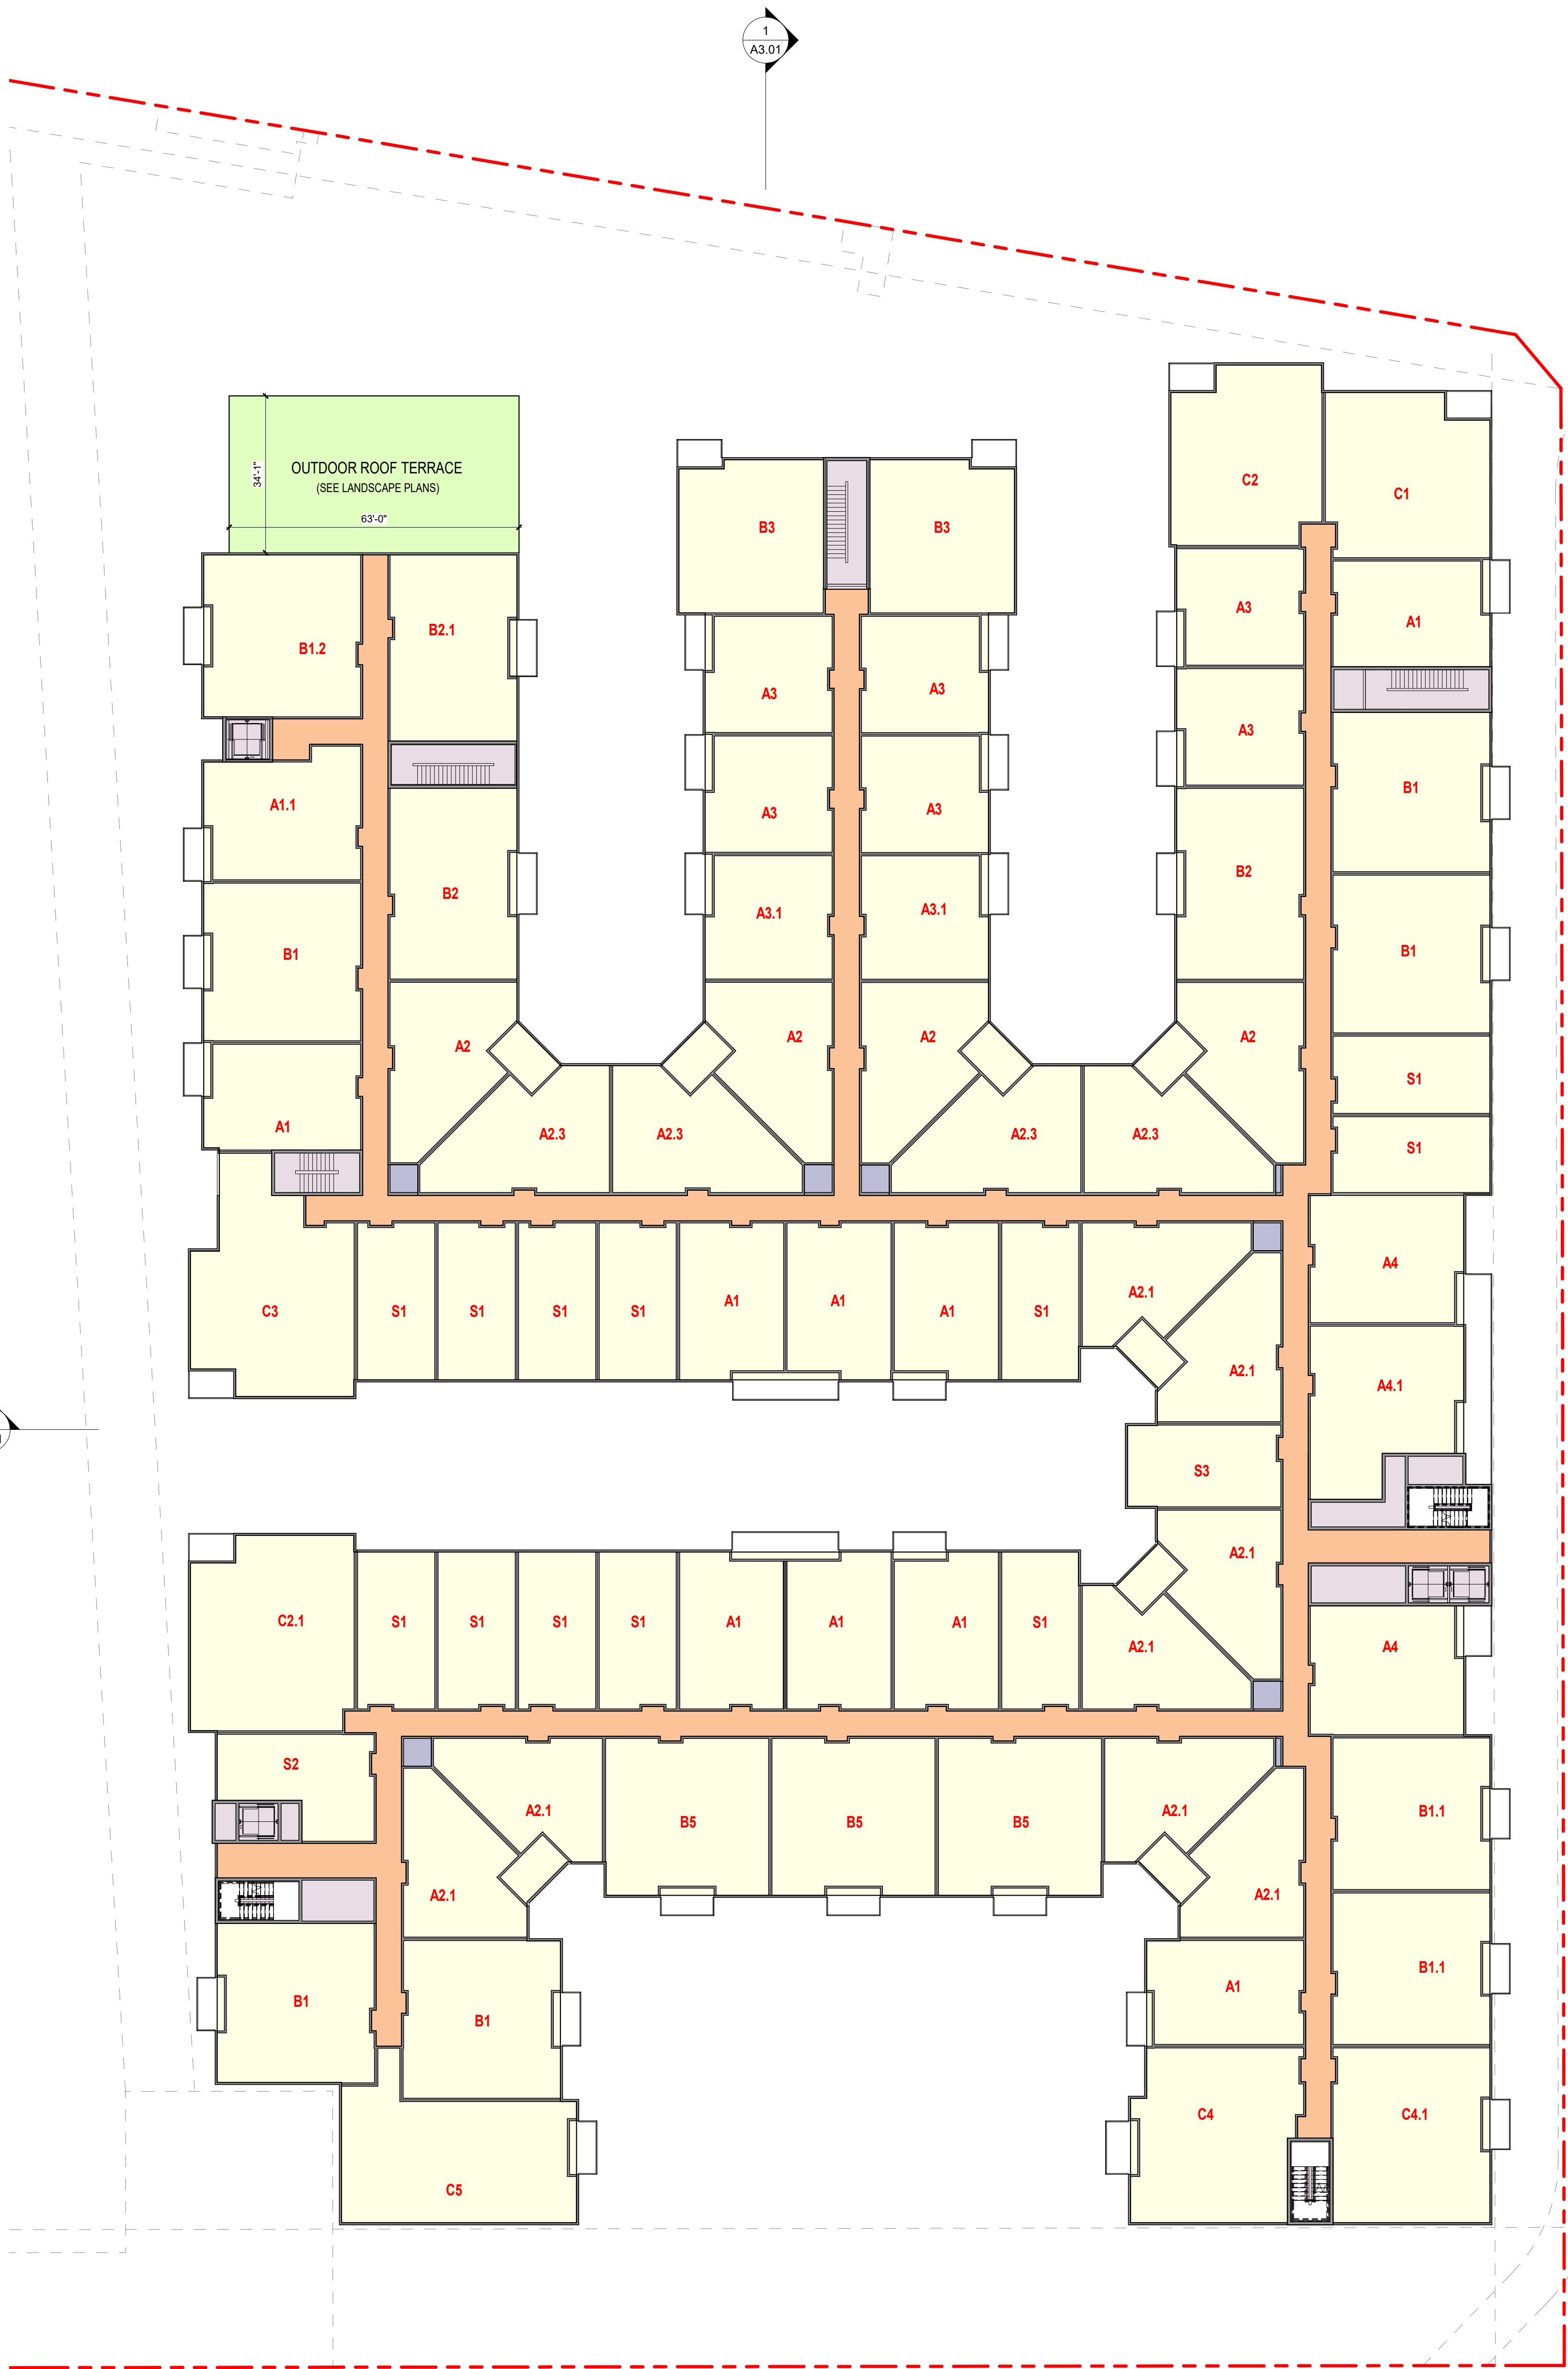 1
A3.01
OUTDOOR ROOF TERRACE
(SEE LANDSCAPE PLANS)
34'-1"
63'-0"
C2
C1
B3
B3
A3
A1
B1.2
B2.1
A3
A3
A3
B1
A1.1
A3
A3
B2
B2
A3.1
A3.1
B1
B1
A2
A2
A2
A2
S1
A1
A2.3
A2.3
A2.3
A2.3
S1
A4
C3
S1
S1
S1
S1
A1
A1
A1
S1
A2.1
A2.1
A4.1
S3
A2.1
C2.1
S1
S1
S1
S1
A1
A1
A1
S1
A2.1
A4
S2
A2.1
B5
B5
B5
A2.1
B1.1
A2.1
A2.1
B1
B1
A1
B1.1
C4
C4.1
C5